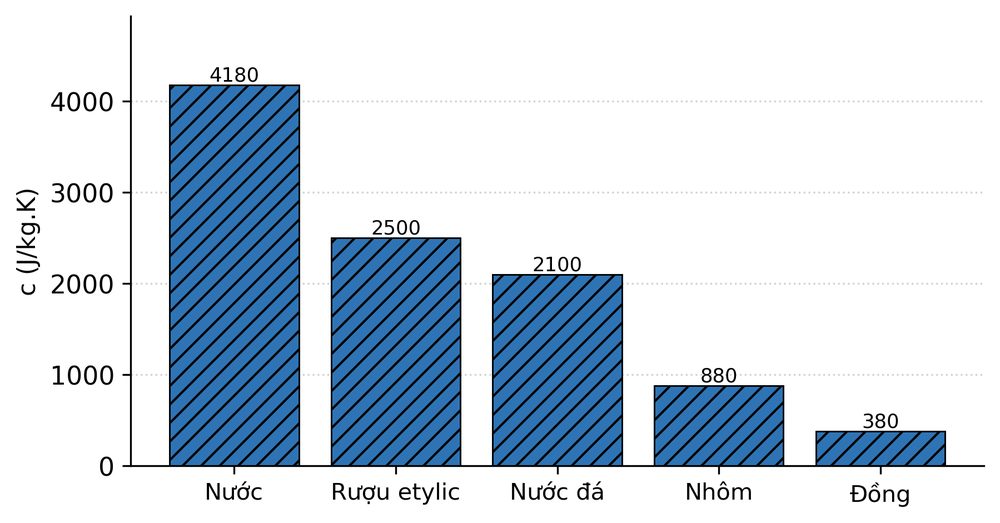 c (J/kg.K)
4000
3000
2000
1000
0
4180
2500
2100
880
380
Nước
Rượu etylic
Nước đá
Nhôm
Đồng